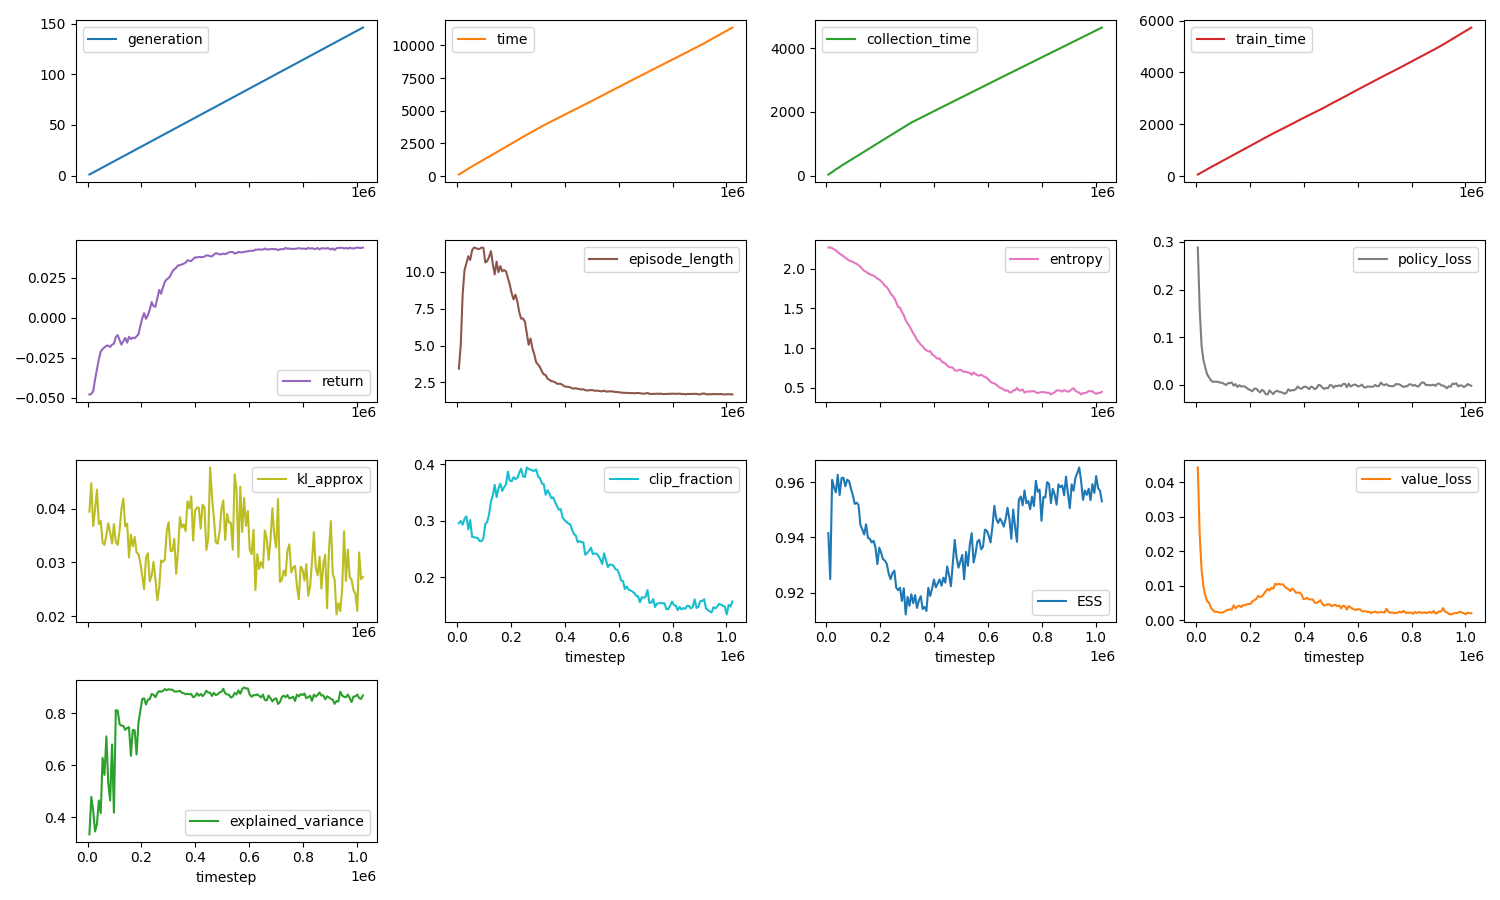 generation
150
100
50
0
1e6
time
10000
7500
5000
2500
0
1e6
collection_time
4000
2000
0
1e6
train_time
6000
4000
2000
0
1e6
return
0.025
0.000
−0.025
−0.050
1e6
episode_length
10.0
7.5
5.0
2.5
1e6
entropy
2.0
1.5
1.0
0.5
1e6
policy_loss
0.3
0.2
0.1
0.0
1e6
kl_approx
0.04
0.03
0.02
1e6
clip_fraction
0.4
0.3
0.2
0.0 0.2 0.4 0.6 0.8 1.0
timestep 1e6
ESS
0.96
0.94
0.92
0.0 0.2 0.4 0.6 0.8 1.0
timestep 1e6
value_loss
0.04
0.03
0.02
0.01
0.00
0.0 0.2 0.4 0.6 0.8 1.0
timestep 1e6
explained_variance
0.8
0.6
0.4
0.0 0.2 0.4 0.6 0.8 1.0
timestep 1e6